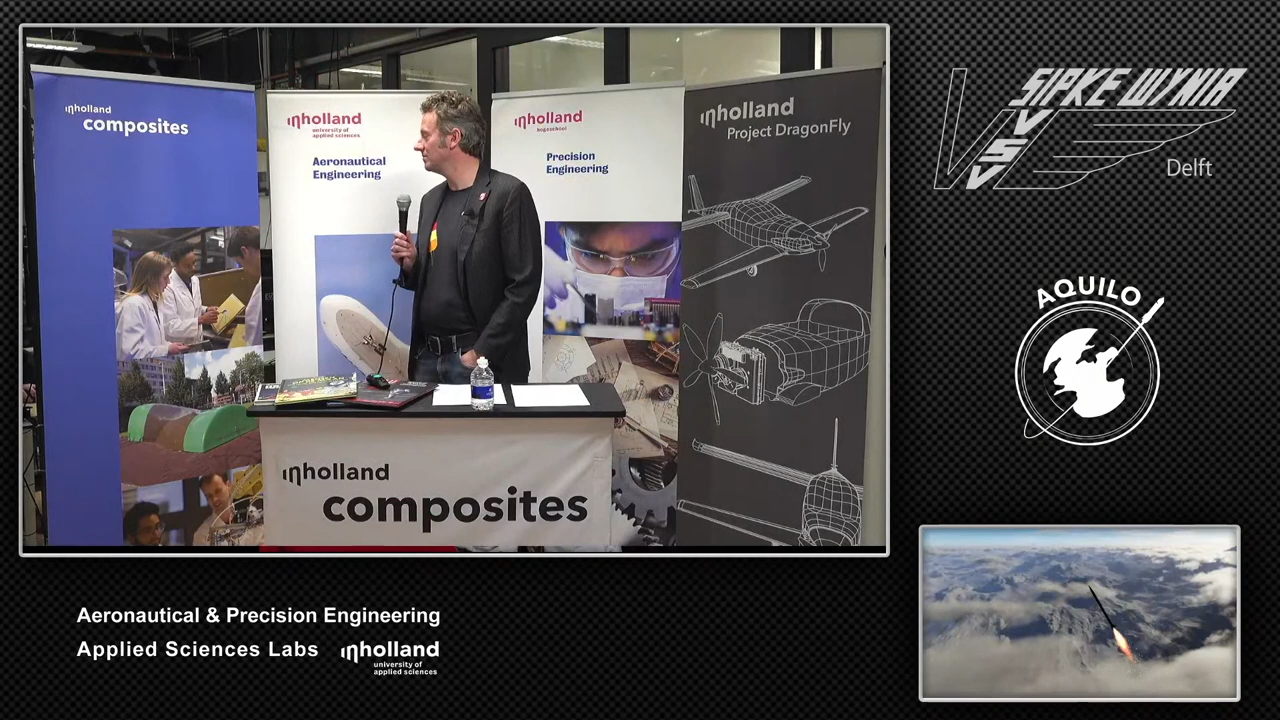 inholland
composites
inholland
university of
applied sciences
Aeronautical
Engineering
inholland
hogeschool
Precision
Engineering
inholland
Project DragonFly
inholland
composites
SIPKE WYNIA
VSV
Delft
AQUILO
Aeronautical & Precision Engineering
Applied Sciences Labs
inholland
university of
applied sciences